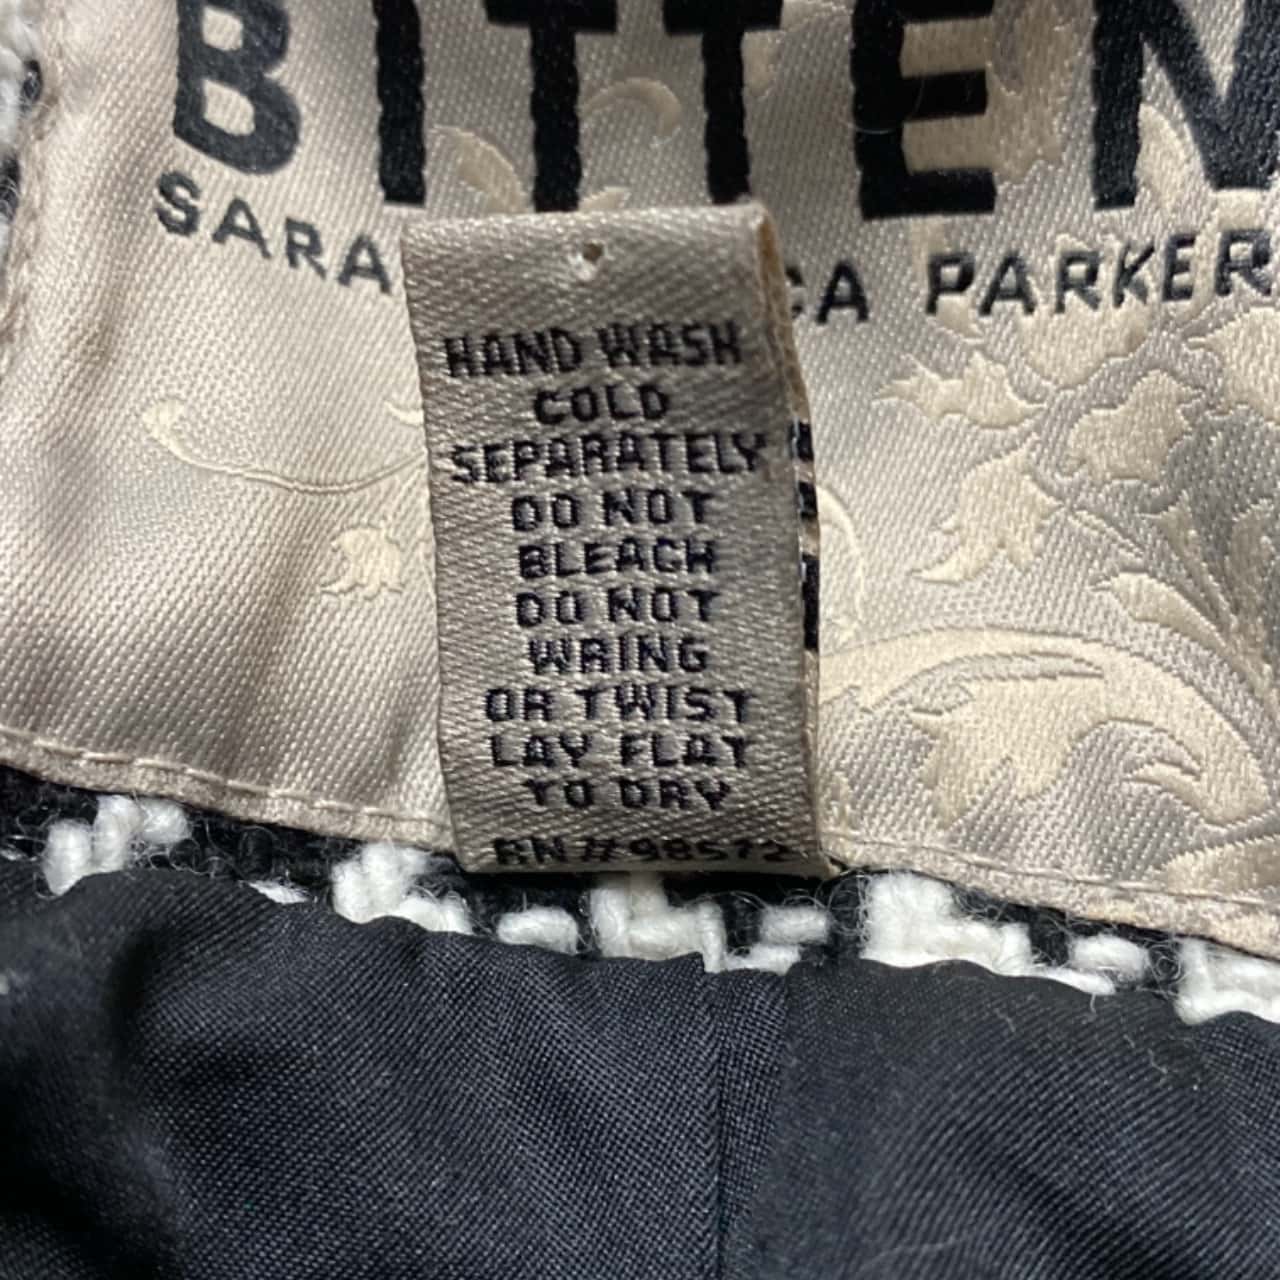 BITTEN
SARA CA PARKER
HAND WASH
COLD
SEPARATELY
DO NOT
BLEACH
DO NOT
WRING
OR TWIST
LAY FLAT
TO DRY
RN#98572